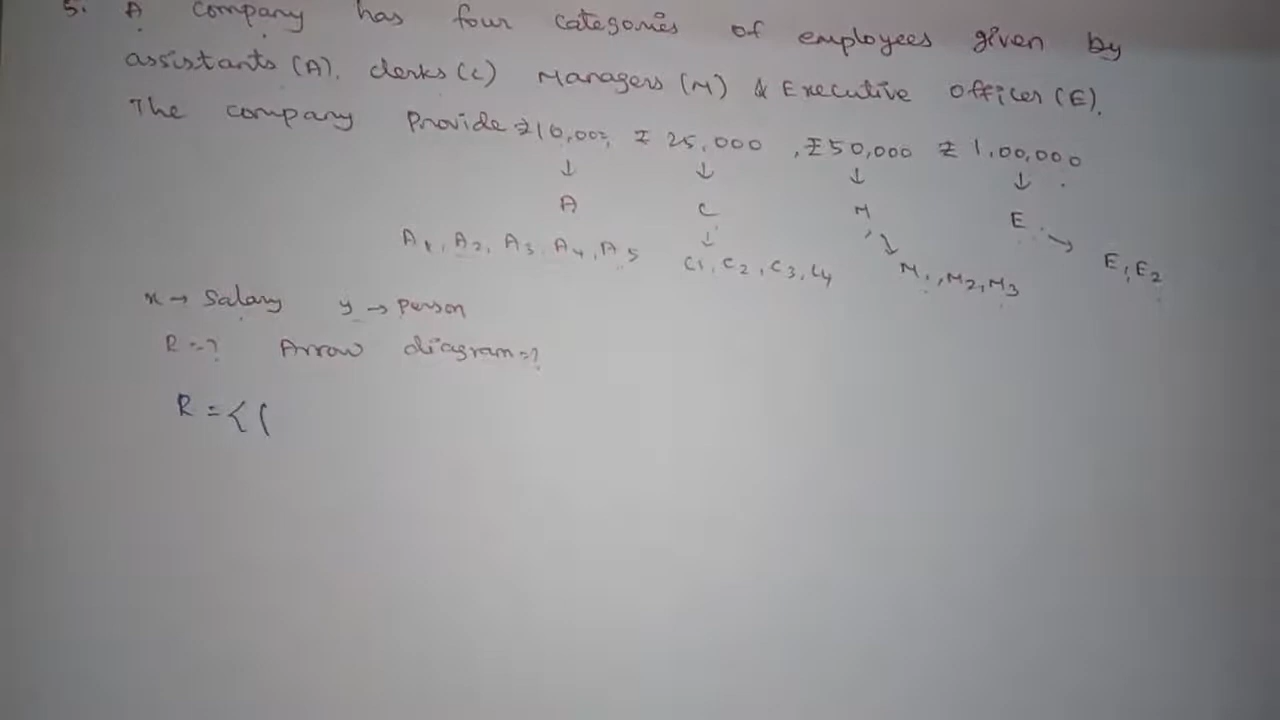 5. A company has four categories of employees given by
assistants (A), clerks (C) Managers (M) & Executive Officer (E).
The company Provide ₹10,000, ₹ 25,000 , ₹50,000 ₹ 1,00,000
↓ ↓ ↓ ↓
A C M E
A1, A2, A3, A4, A5 C1, C2, C3, C4 M1, M2, M3 E1 E2
x → Salary y → Person
R = ? Arrow diagram = ?
R = { (